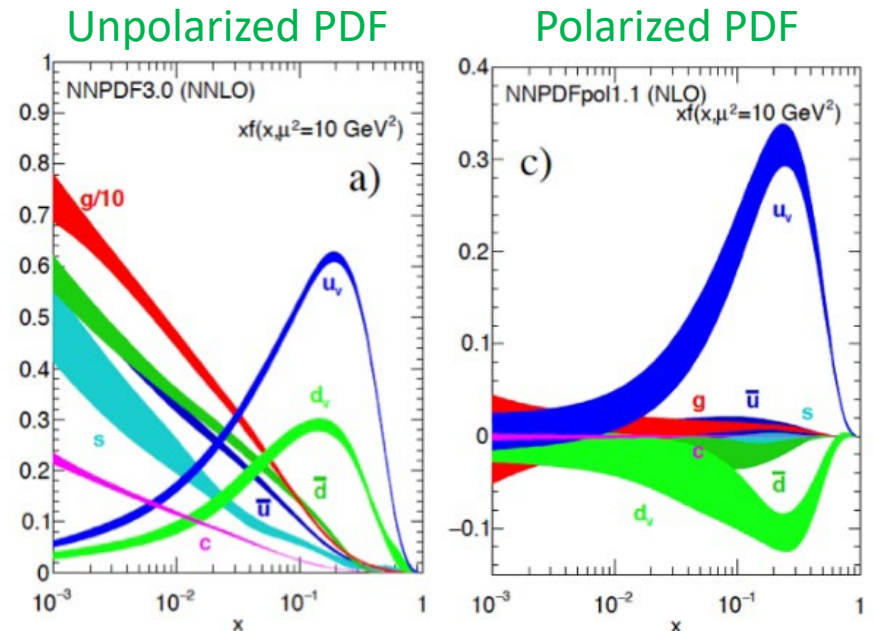 Unpolarized PDF
Polarized PDF
NNPDF3.0 (NNLO)
xf(x,μ²=10 GeV²)
a)
g/10
u_v
d_v
s
d̅
u̅
c
1
0.9
0.8
0.7
0.6
0.5
0.4
0.3
0.2
0.1
0
10⁻³
10⁻²
10⁻¹
1
x
NNPDFpol1.1 (NLO)
xf(x,μ²=10 GeV²)
c)
u_v
g
u̅
s
c
d̅
d_v
0.4
0.3
0.2
0.1
0
−0.1
10⁻³
10⁻²
10⁻¹
1
x